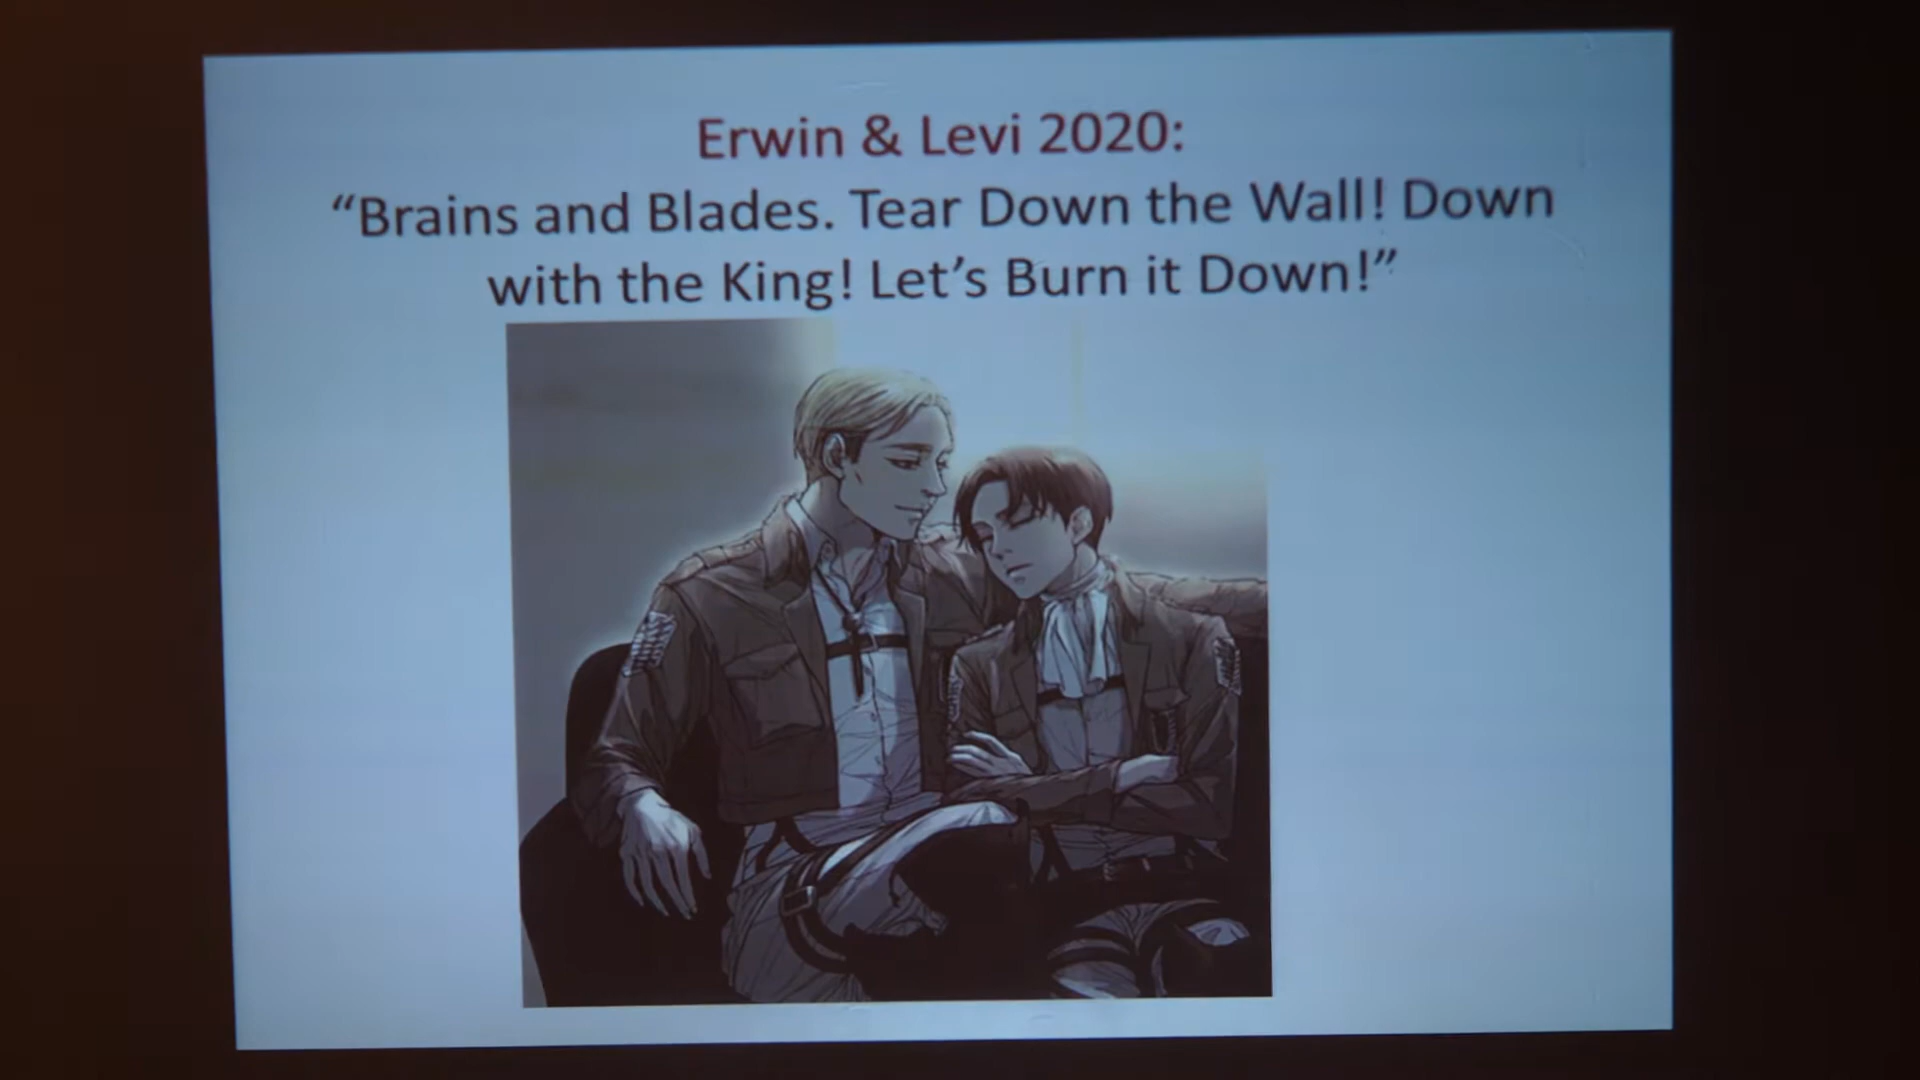 Erwin & Levi 2020:
“Brains and Blades. Tear Down the Wall! Down
with the King! Let’s Burn it Down!”